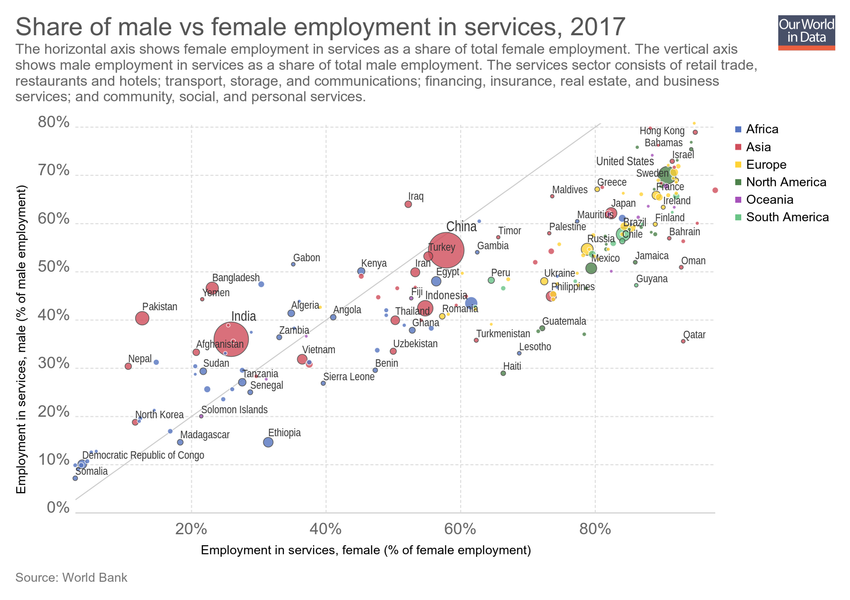 Share of male vs female employment in services, 2017
Our World
in Data
The horizontal axis shows female employment in services as a share of total female employment. The vertical axis
shows male employment in services as a share of total male employment. The services sector consists of retail trade,
restaurants and hotels; transport, storage, and communications; financing, insurance, real estate, and business
services; and community, social, and personal services.
Employment in services, male (% of male employment)
80%
70%
60%
50%
40%
30%
20%
10%
0%
Hong Kong
Bahamas
Israel
United States
Sweden
Greece
France
Maldives
Ireland
Iraq
Japan
Mauritius
Brazil
Finland
China
Timor
Palestine
Chile
Bahrain
Turkey
Gambia
Russia
Gabon
Kenya
Iran
Mexico
Jamaica
Oman
Bangladesh
Egypt
Peru
Ukraine
Guyana
Yemen
Fiji
Indonesia
Philippines
Pakistan
Algeria
Angola
Thailand
Romania
India
Zambia
Ghana
Guatemala
Afghanistan
Uzbekistan
Turkmenistan
Qatar
Nepal
Sudan
Vietnam
Benin
Lesotho
Tanzania
Senegal
Sierra Leone
Haiti
North Korea
Solomon Islands
Madagascar
Ethiopia
Democratic Republic of Congo
Somalia
20%
40%
60%
80%
Employment in services, female (% of female employment)
Africa
Asia
Europe
North America
Oceania
South America
Source: World Bank